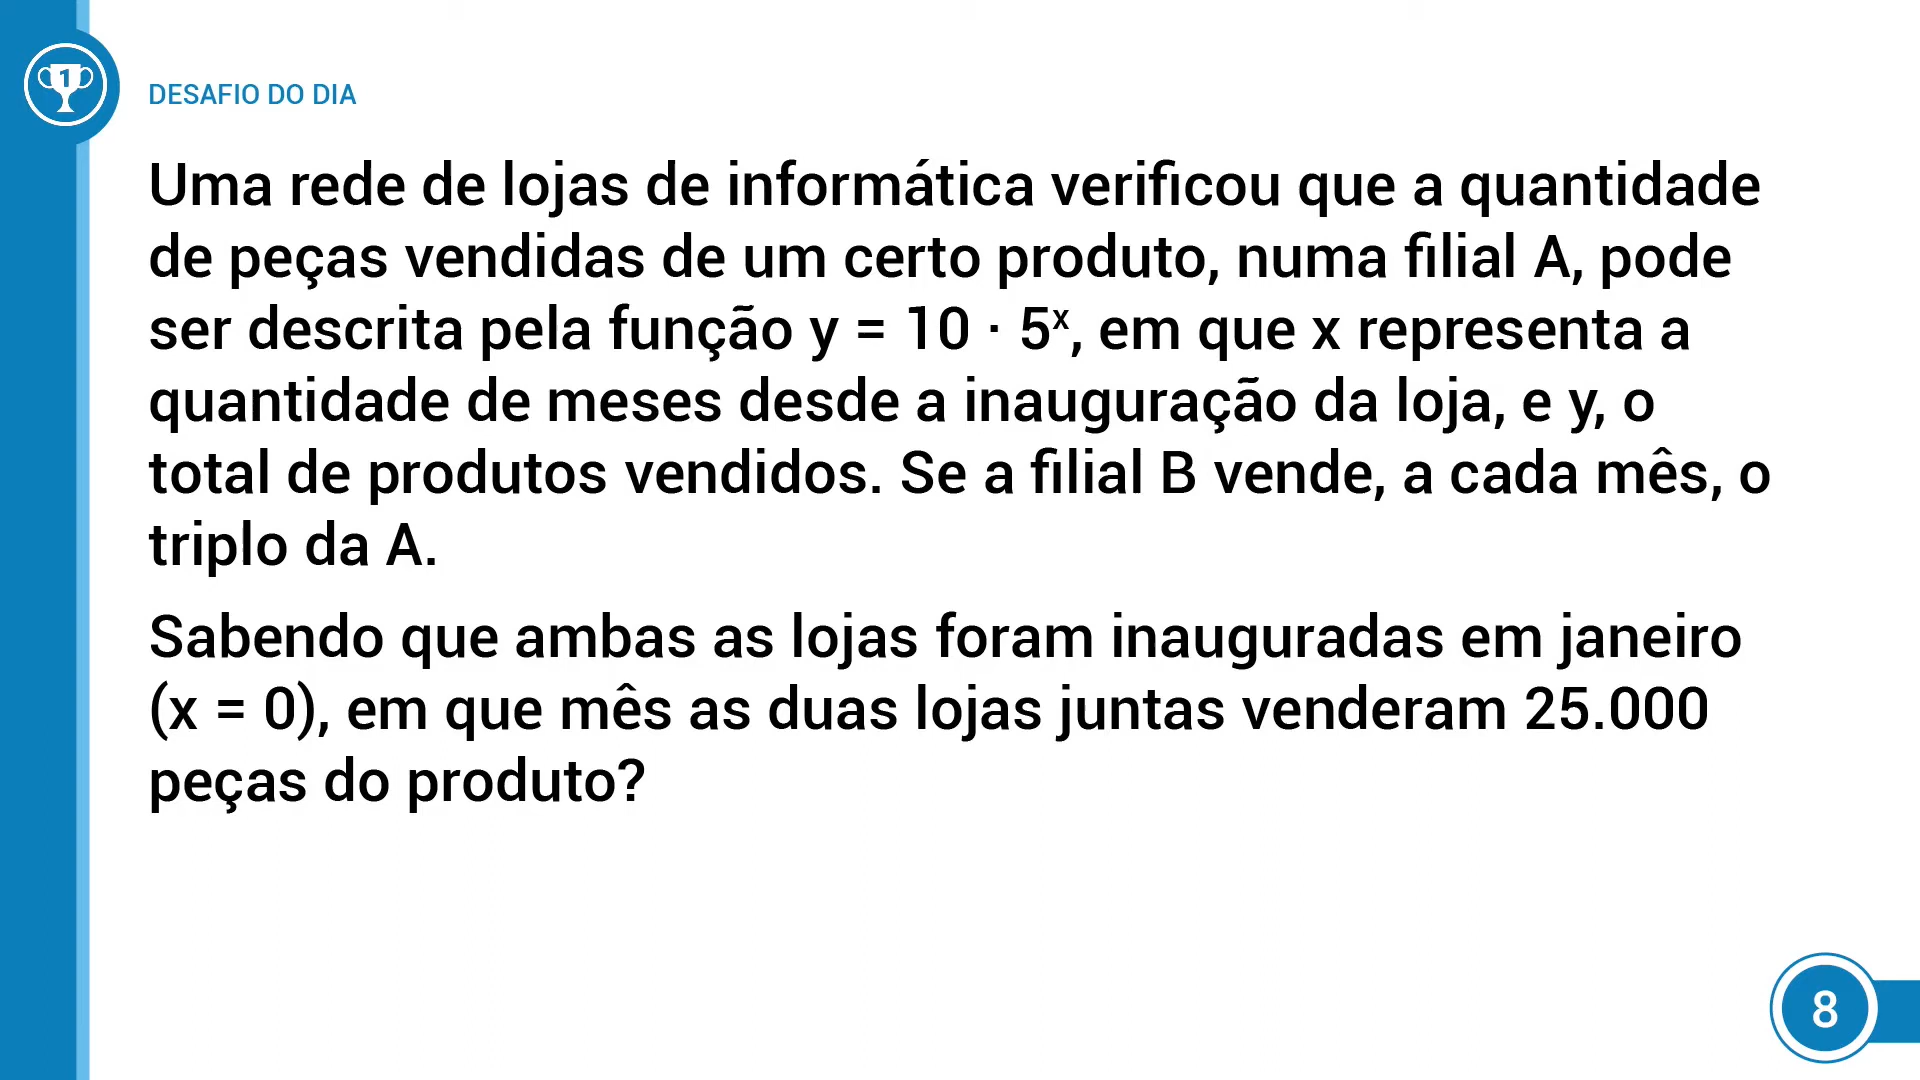 1
DESAFIO DO DIA
Uma rede de lojas de informática verificou que a quantidade
de peças vendidas de um certo produto, numa filial A, pode
ser descrita pela função y = 10 · 5ˣ, em que x representa a
quantidade de meses desde a inauguração da loja, e y, o
total de produtos vendidos. Se a filial B vende, a cada mês, o
triplo da A.
Sabendo que ambas as lojas foram inauguradas em janeiro
(x = 0), em que mês as duas lojas juntas venderam 25.000
peças do produto?
8